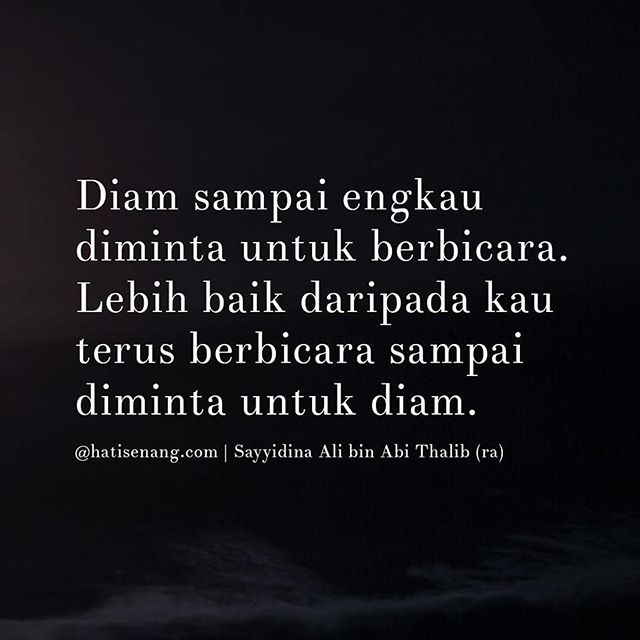 Diam sampai engkau
diminta untuk berbicara.
Lebih baik daripada kau
terus berbicara sampai
diminta untuk diam.
@hatisenang.com | Sayyidina Ali bin Abi Thalib (ra)